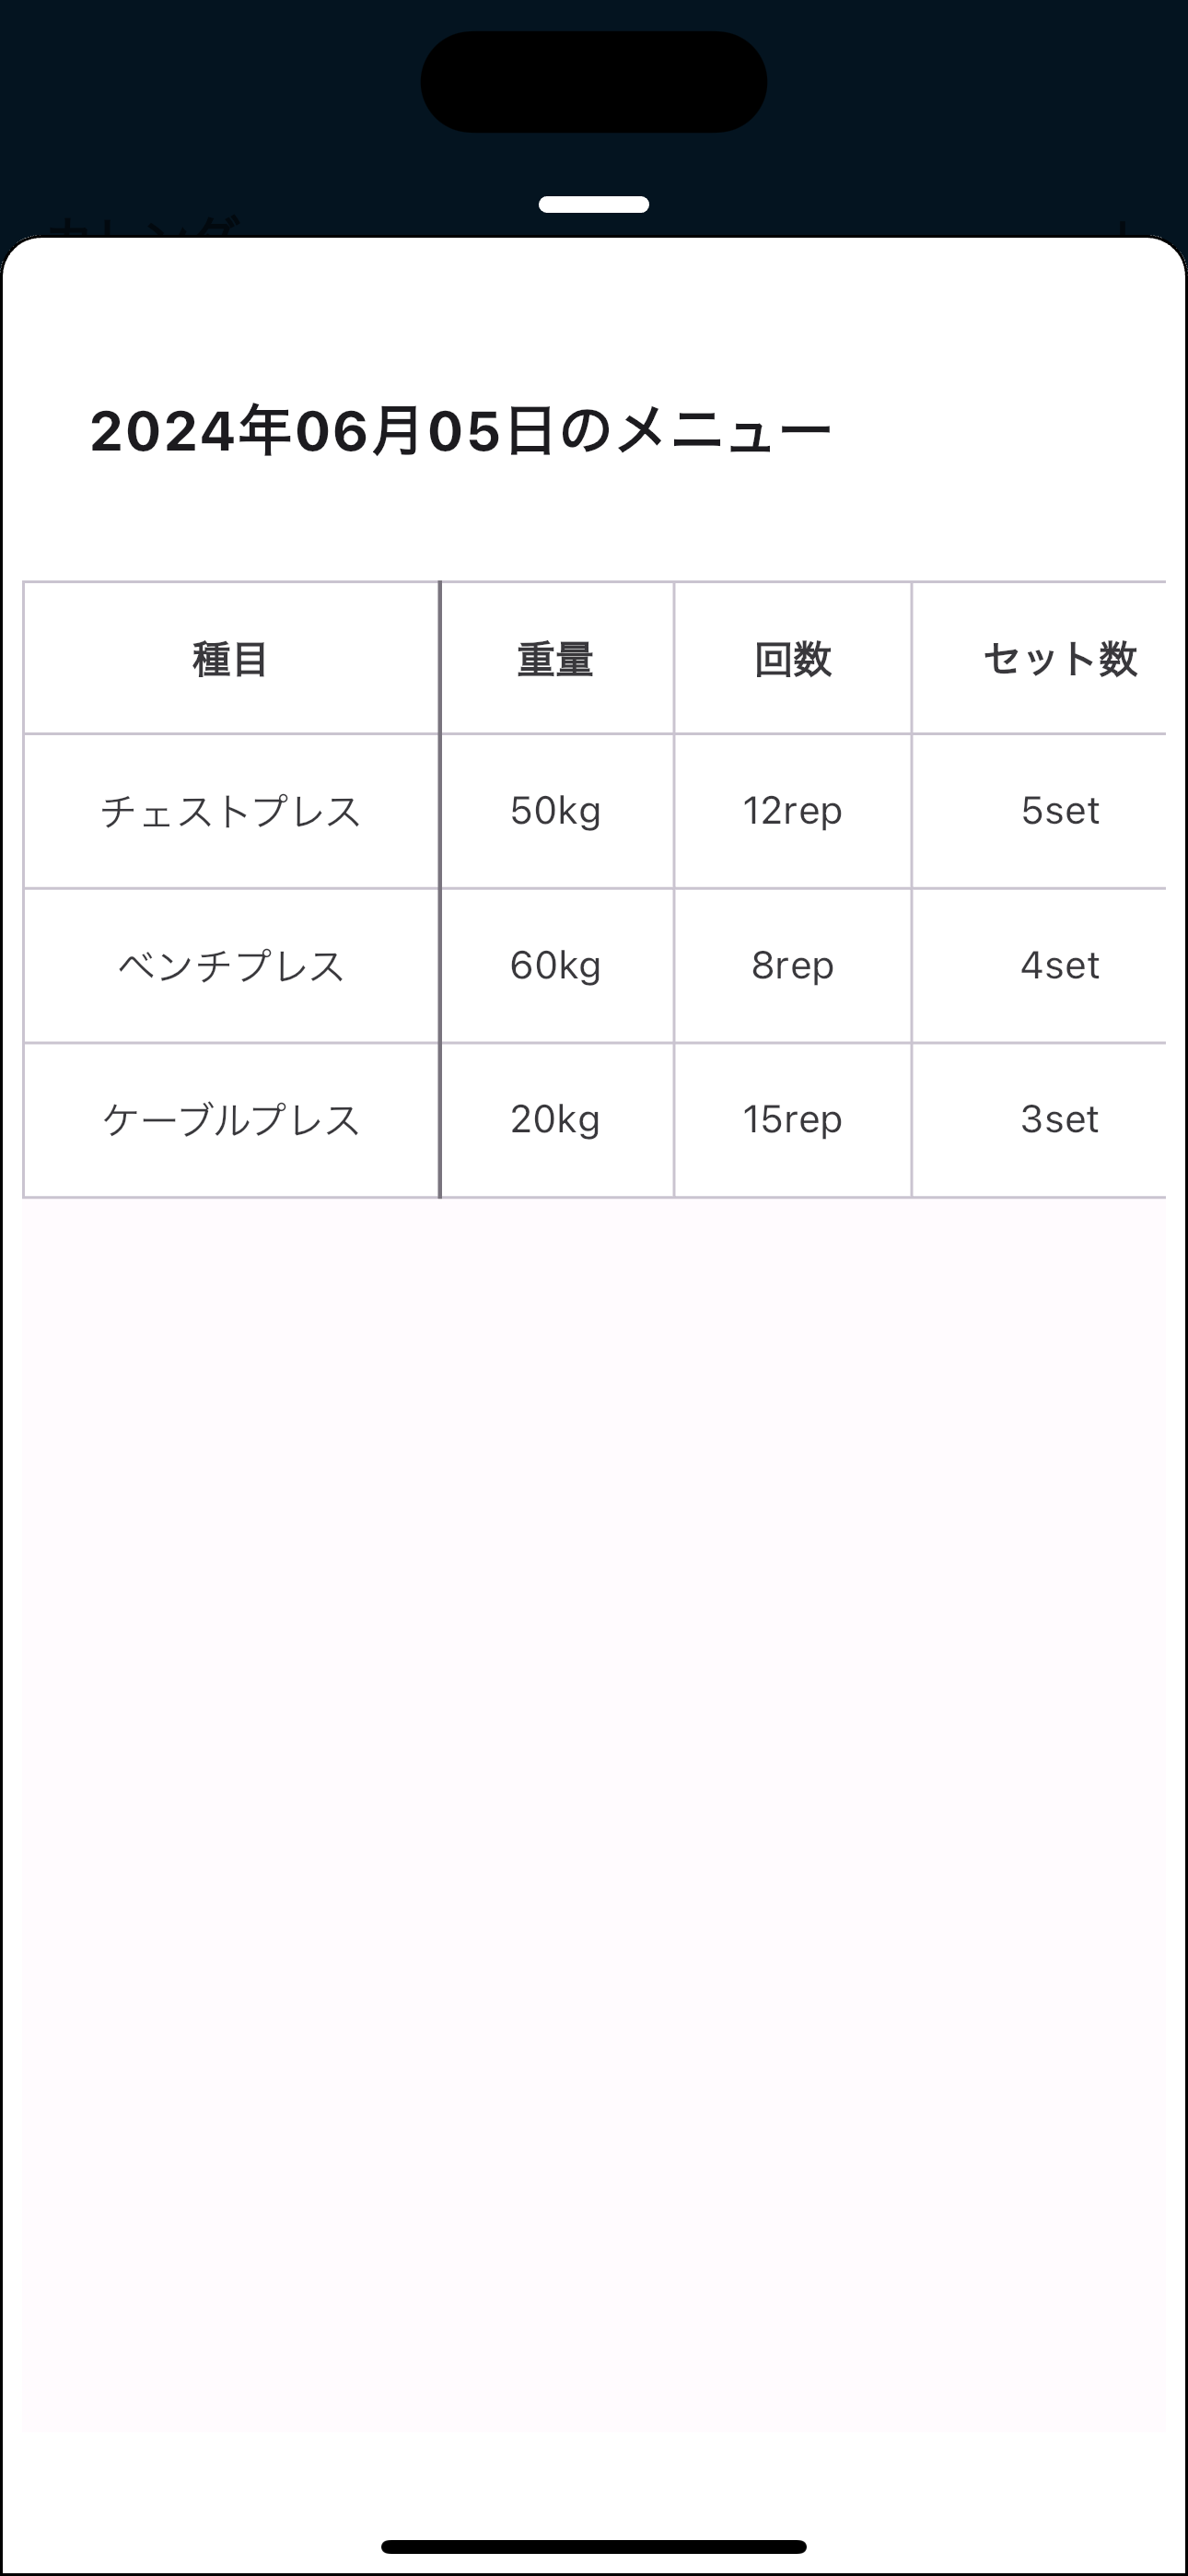 2024年06月05日のメニュー
種目 重量 回数 セット数
チェストプレス 50kg 12rep 5set
ベンチプレス 60kg 8rep 4set
ケーブルプレス 20kg 15rep 3set